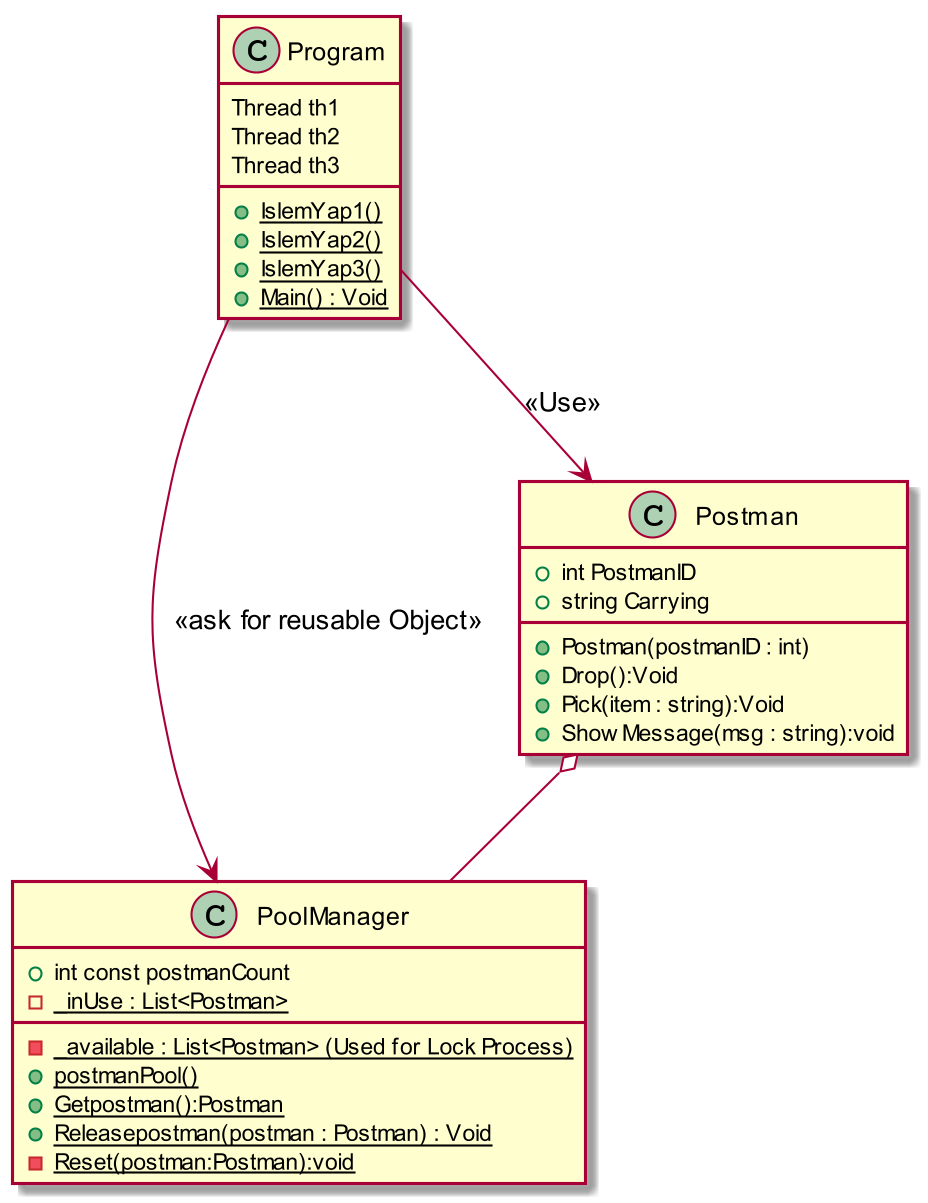 C Program
Thread th1
Thread th2
Thread th3
IslemYap1()
IslemYap2()
IslemYap3()
Main() : Void
«Use»
C Postman
int PostmanID
string Carrying
Postman(postmanID : int)
Drop():Void
Pick(item : string):Void
Show Message(msg : string):void
«ask for reusable Object»
C PoolManager
int const postmanCount
_inUse : List<Postman>
_available : List<Postman> (Used for Lock Process)
postmanPool()
Getpostman():Postman
Releasepostman(postman : Postman) : Void
Reset(postman:Postman):void